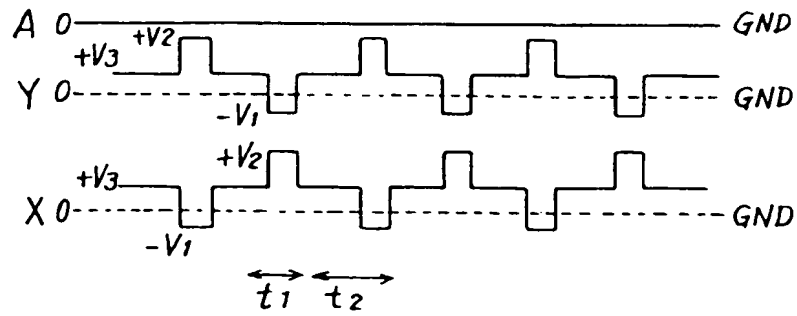 A 0 GND
+V3 +V2
Y 0 GND
-V1
+V2
+V3
X 0 GND
-V1
t1 t2